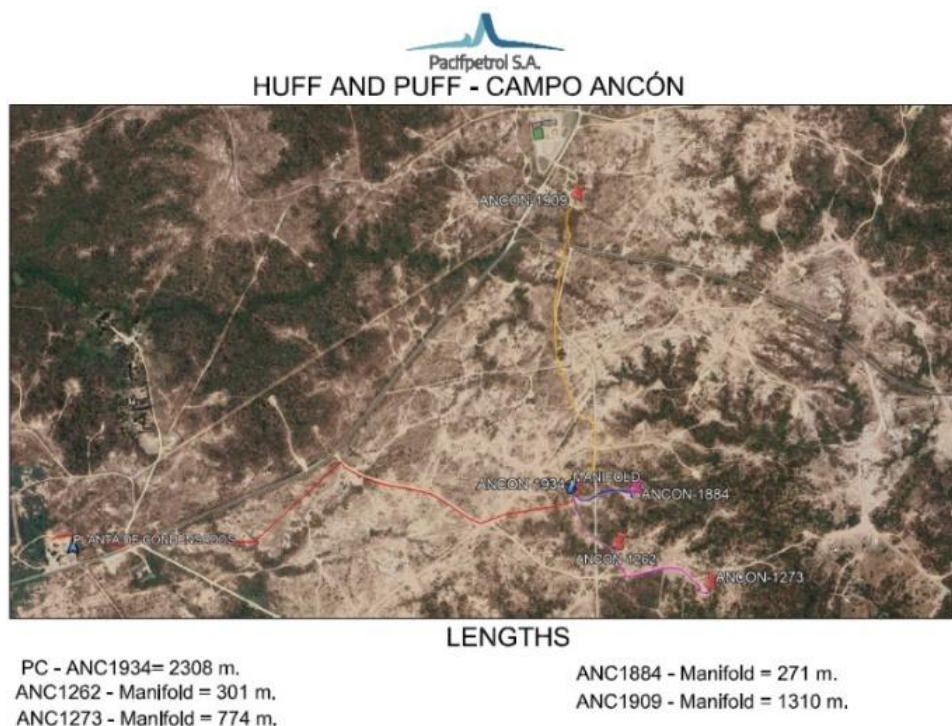 Pacifpetrol S.A.
HUFF AND PUFF - CAMPO ANCÓN
ANCON-1909
ANCON-1934
MANIFOLD
ANCON-1884
PLANTA DE CONDENSADOS
ANCON-1262
ANCON-1273
LENGTHS
PC - ANC1934= 2308 m.
ANC1262 - Manifold = 301 m.
ANC1273 - Manifold = 774 m.
ANC1884 - Manifold = 271 m.
ANC1909 - Manifold = 1310 m.